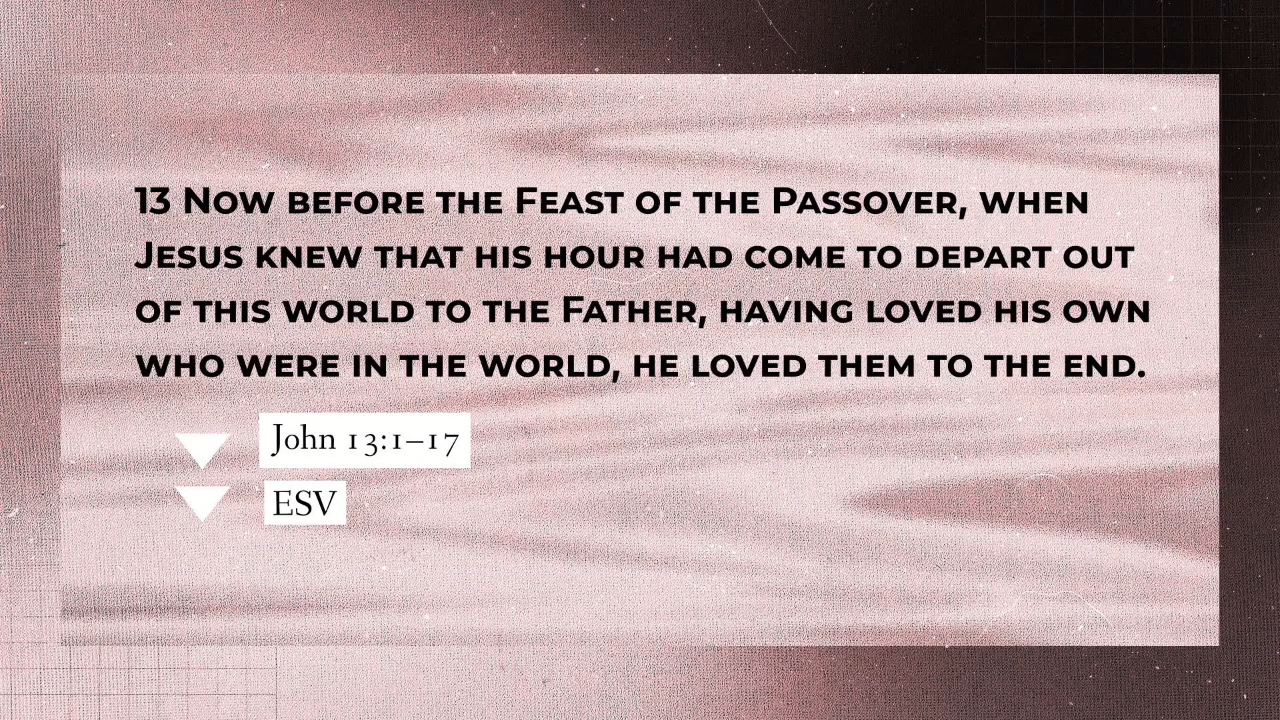 13 Now before the Feast of the Passover, when
Jesus knew that his hour had come to depart out
of this world to the Father, having loved his own
who were in the world, he loved them to the end.
John 13:1–17
ESV